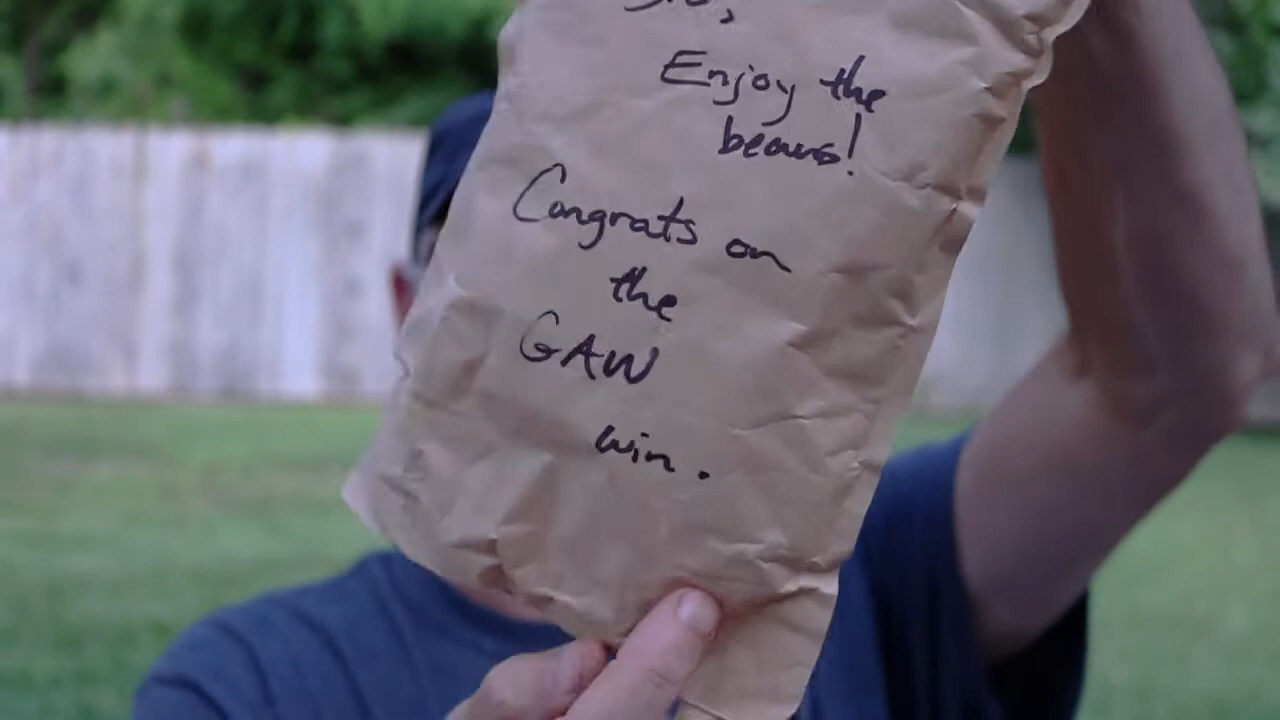 Enjoy the
beans!
Congrats on
the
GAW
win.